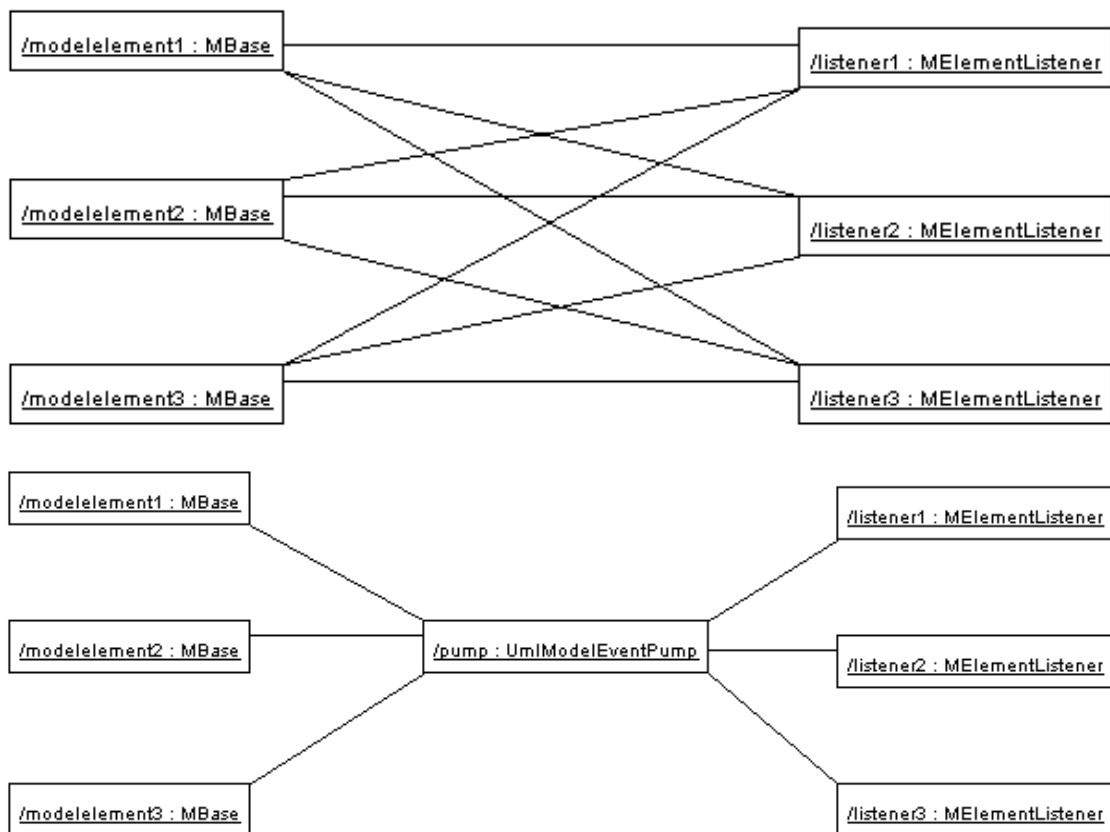 /modelelement1 : MBase
/listener1 : MElementListener
/modelelement2 : MBase
/listener2 : MElementListener
/modelelement3 : MBase
/listener3 : MElementListener
/modelelement1 : MBase
/listener1 : MElementListener
/modelelement2 : MBase
/pump : UmlModelEventPump
/listener2 : MElementListener
/modelelement3 : MBase
/listener3 : MElementListener